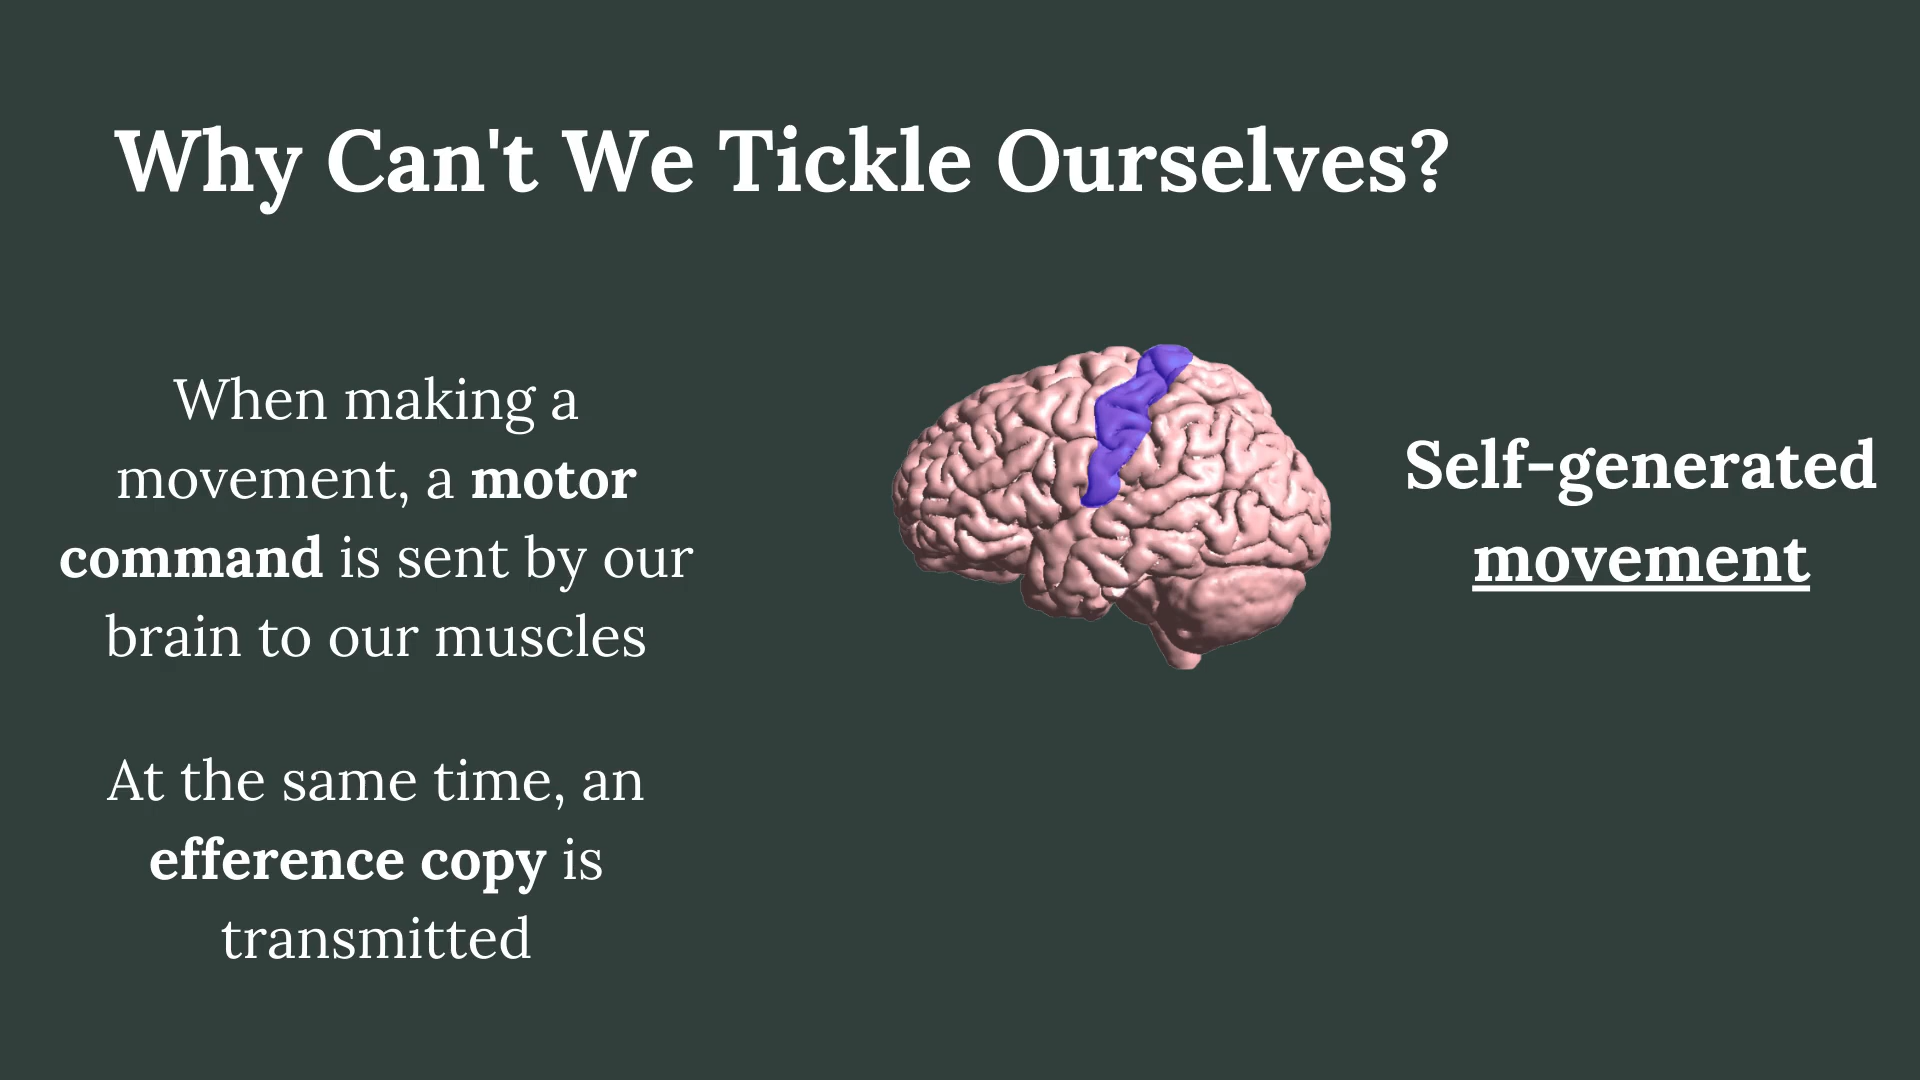 Why Can't We Tickle Ourselves?
When making a
movement, a motor
command is sent by our
brain to our muscles
At the same time, an
efference copy is
transmitted
Self-generated
movement